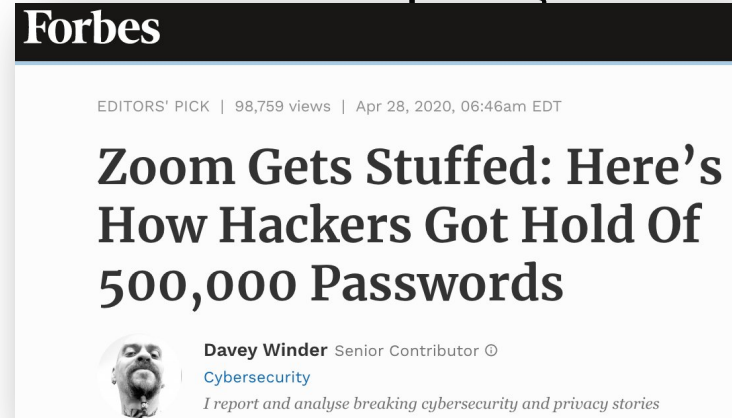 Forbes
EDITORS' PICK | 98,759 views | Apr 28, 2020, 06:46am EDT
Zoom Gets Stuffed: Here’s
How Hackers Got Hold Of
500,000 Passwords
Davey Winder Senior Contributor
Cybersecurity
I report and analyse breaking cybersecurity and privacy stories